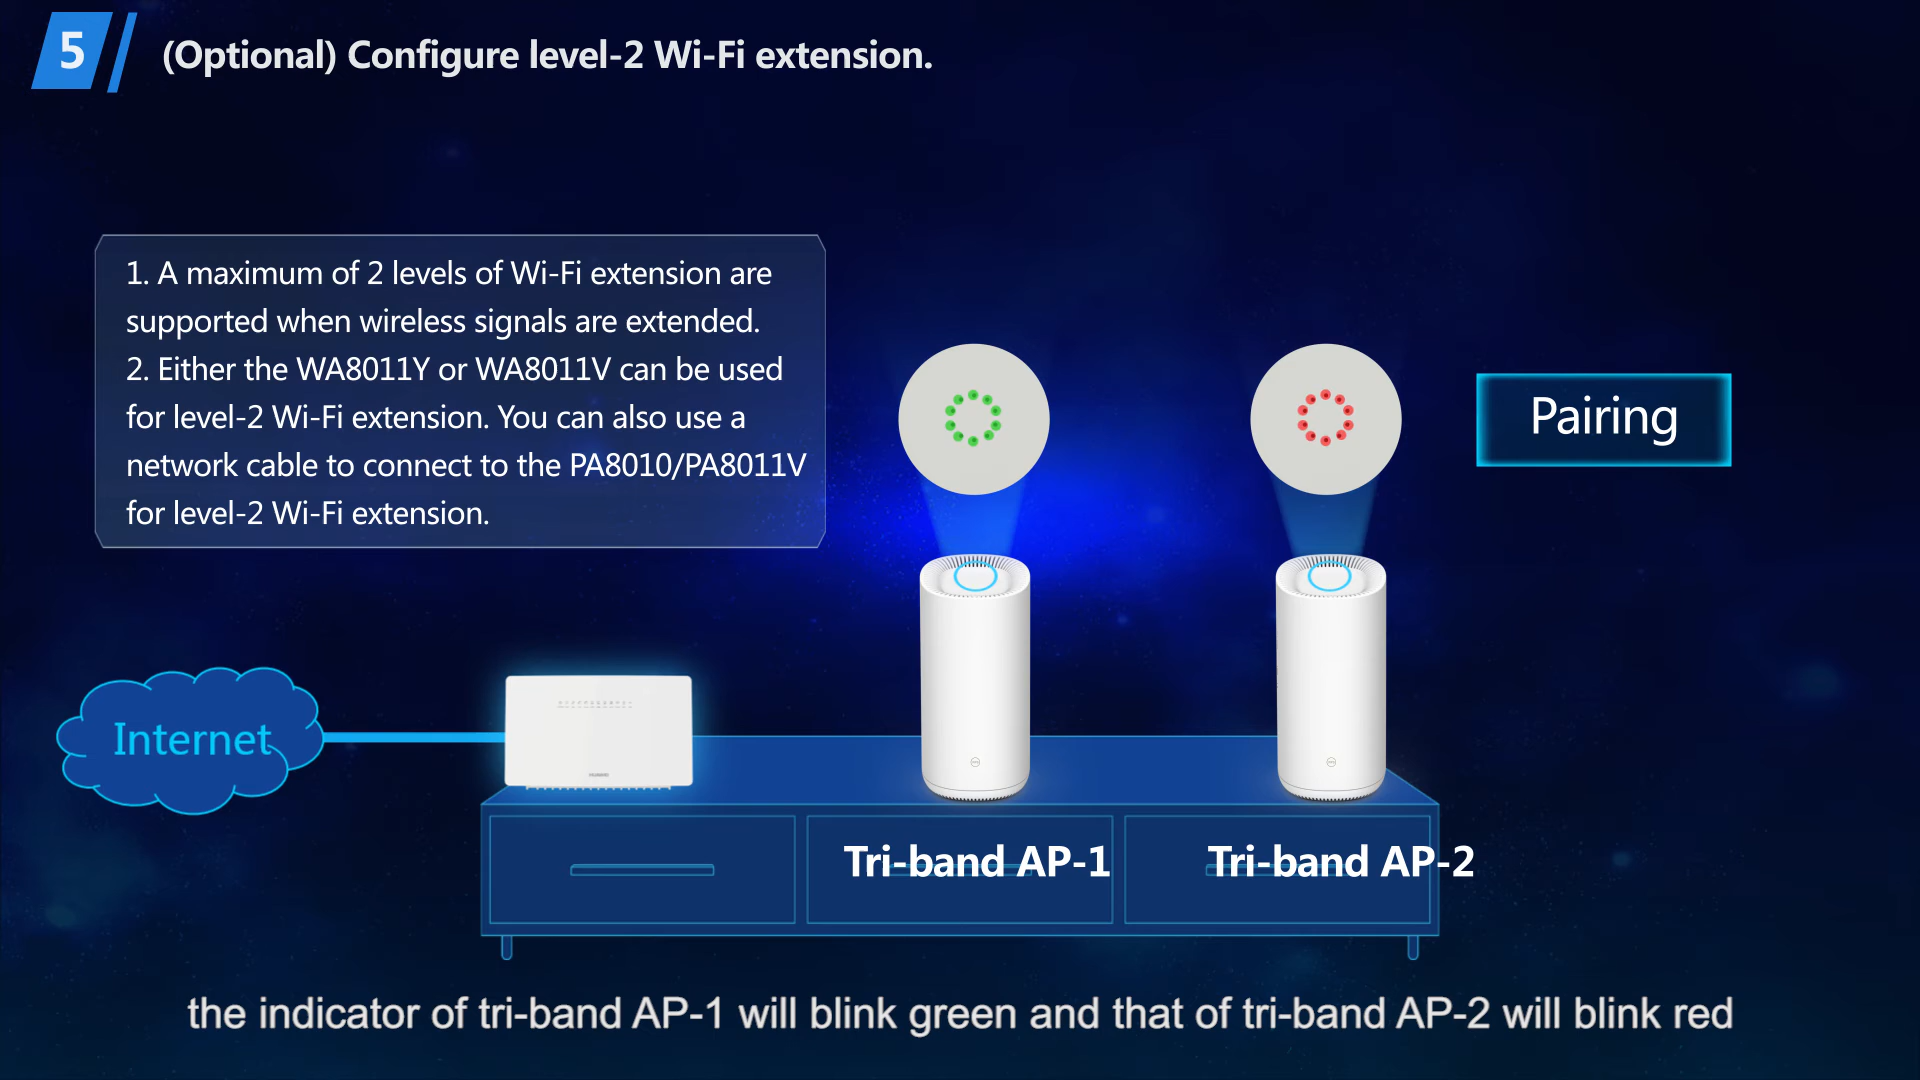 5
(Optional) Configure level-2 Wi-Fi extension.
1. A maximum of 2 levels of Wi-Fi extension are
supported when wireless signals are extended.
2. Either the WA8011Y or WA8011V can be used
for level-2 Wi-Fi extension. You can also use a
network cable to connect to the PA8010/PA8011V
for level-2 Wi-Fi extension.
Pairing
Internet
Tri-band AP-1
Tri-band AP-2
the indicator of tri-band AP-1 will blink green and that of tri-band AP-2 will blink red